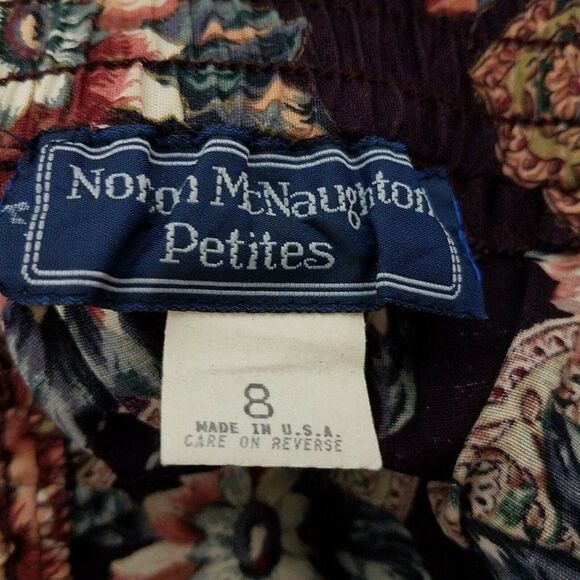 Norton McNaughton
Petites
8
MADE IN U.S.A.
CARE ON REVERSE